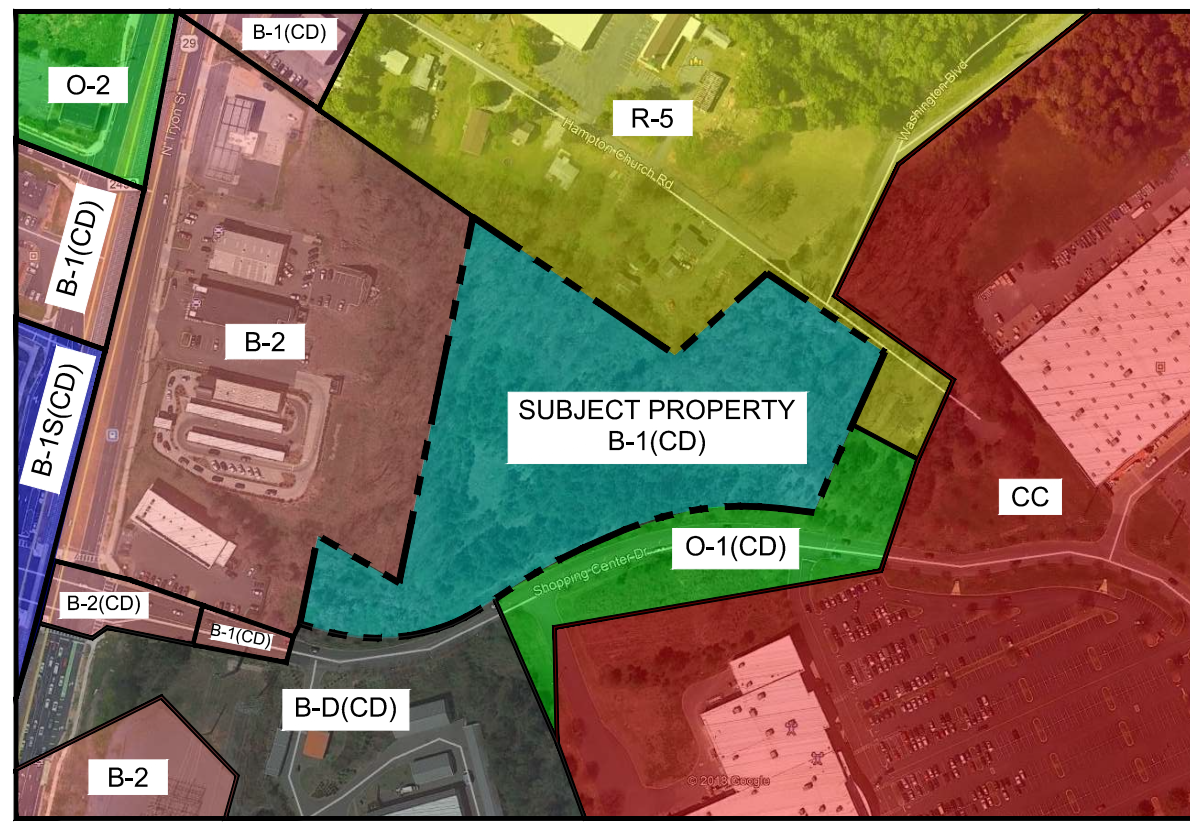 B-1(CD)
29
O-2
R-5
N Tryon St
Washington Blvd
Hampton Church Rd
B-1(CD)
B-2
B-1S(CD)
SUBJECT PROPERTY
B-1(CD)
CC
O-1(CD)
Shopping Center Dr
B-2(CD)
B-1(CD)
B-D(CD)
B-2
© 2013 Google